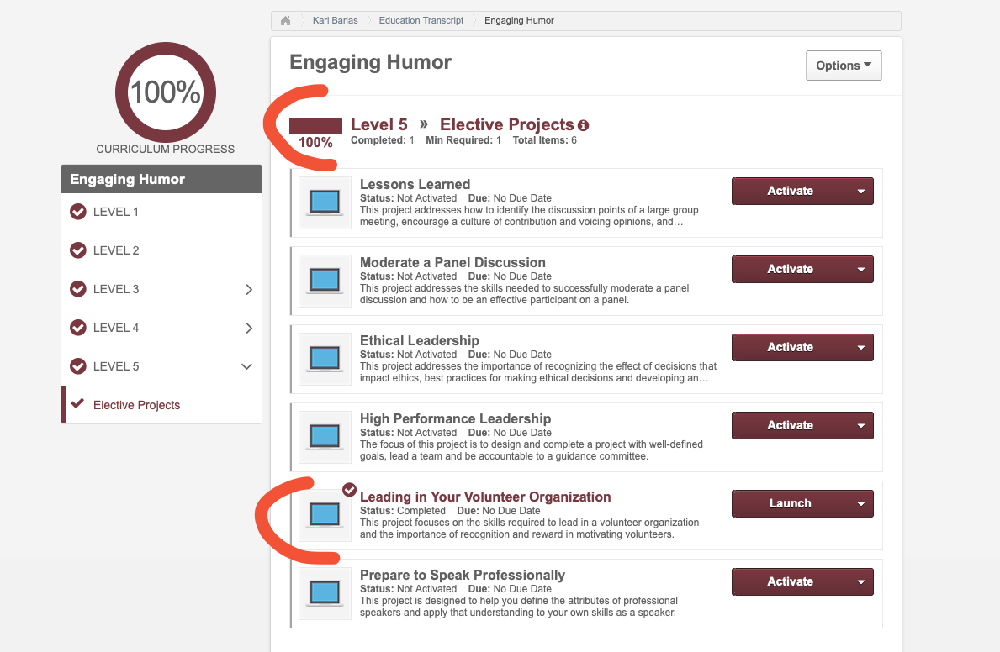 Kari Barlas Education Transcript Engaging Humor
100%
CURRICULUM PROGRESS
Engaging Humor
LEVEL 1
LEVEL 2
LEVEL 3
LEVEL 4
LEVEL 5
Elective Projects
Engaging Humor
Options
100%
Level 5 » Elective Projects
Completed: 1 Min Required: 1 Total Items: 6
Lessons Learned
Status: Not Activated Due: No Due Date
This project addresses how to identify the discussion points of a large group
meeting, encourage a culture of contribution and voicing opinions, and…
Activate
Moderate a Panel Discussion
Status: Not Activated Due: No Due Date
This project addresses the skills needed to successfully moderate a panel
discussion and how to be an effective participant on a panel.
Activate
Ethical Leadership
Status: Not Activated Due: No Due Date
This project addresses the importance of recognizing the effect of decisions that
impact ethics, best practices for making ethical decisions and developing an…
Activate
High Performance Leadership
Status: Not Activated Due: No Due Date
The focus of this project is to design and complete a project with well-defined
goals, lead a team and be accountable to a guidance committee.
Activate
Leading in Your Volunteer Organization
Status: Completed Due: No Due Date
This project focuses on the skills required to lead in a volunteer organization
and the importance of recognition and reward in motivating volunteers.
Launch
Prepare to Speak Professionally
Status: Not Activated Due: No Due Date
This project is designed to help you define the attributes of professional
speakers and apply that understanding to your own skills as a speaker.
Activate